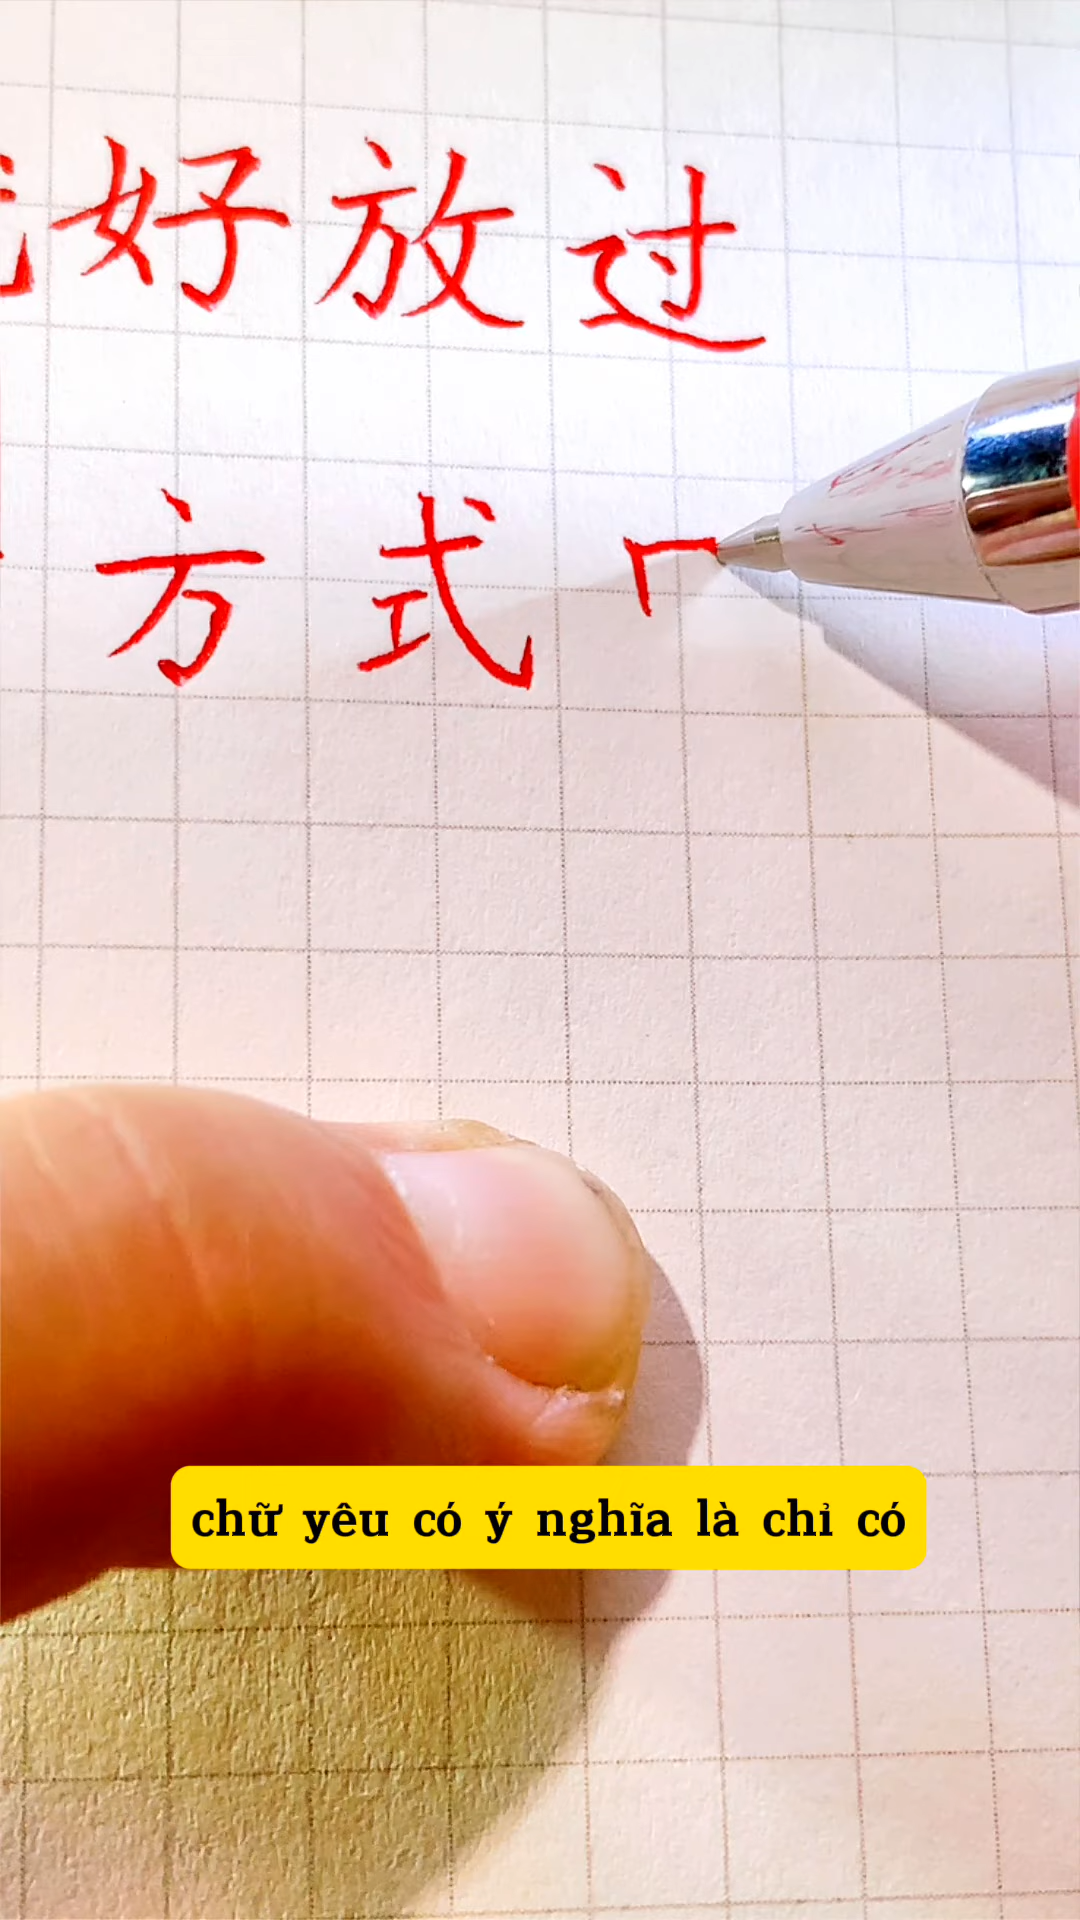 好放过
方式
chữ yêu có ý nghĩa là chỉ có